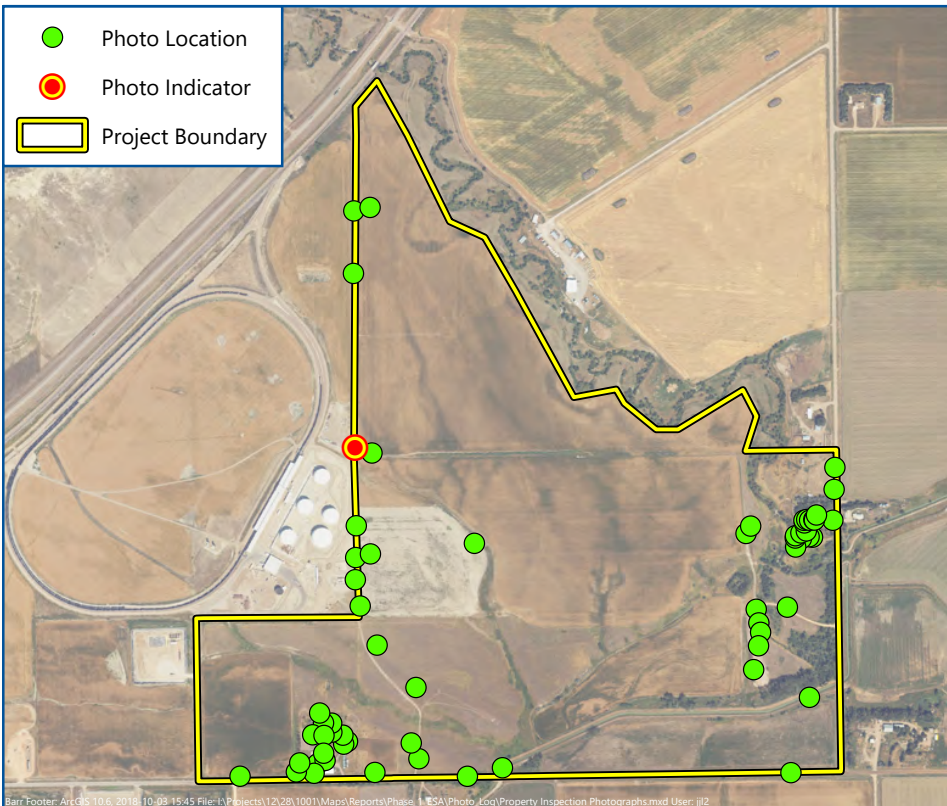 Photo Location
Photo Indicator
Project Boundary
Barr Footer: ArcGIS 10.6, 2018-10-03 15:45 File: I:\Projects\12\28\1001\Maps\Reports\Phase_I_ESA\Photo_Log\Property Inspection Photographs.mxd User: jjl2